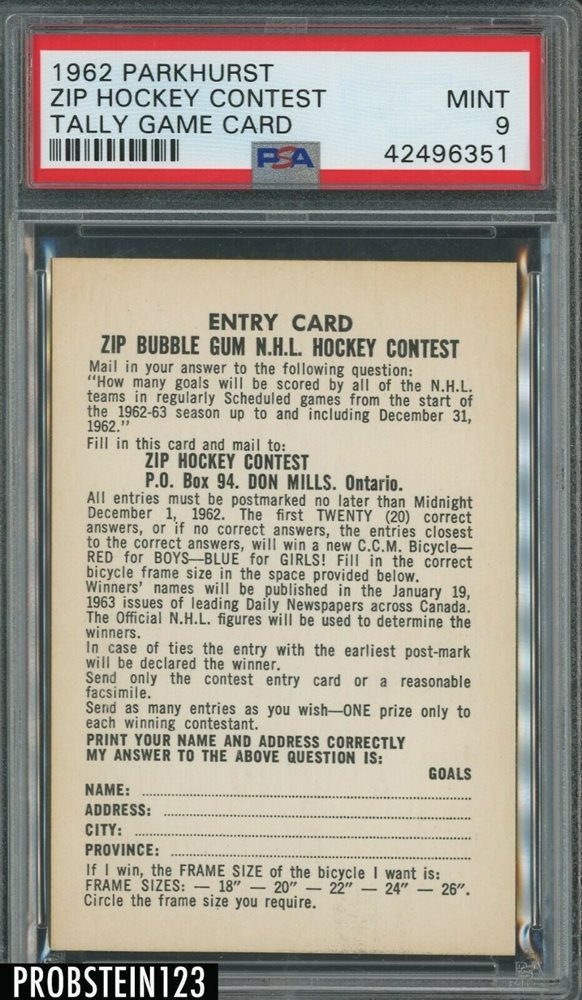 1962 PARKHURST
ZIP HOCKEY CONTEST MINT
TALLY GAME CARD 9
PSA 42496351
ENTRY CARD
ZIP BUBBLE GUM N.H.L. HOCKEY CONTEST
Mail in your answer to the following question:
"How many goals will be scored by all of the N.H.L.
teams in regularly Scheduled games from the start of
the 1962-63 season up to and including December 31,
1962."
Fill in this card and mail to:
ZIP HOCKEY CONTEST
P.O. Box 94. DON MILLS. Ontario.
All entries must be postmarked no later than Midnight
December 1, 1962. The first TWENTY (20) correct
answers, or if no correct answers, the entries closest
to the correct answers, will win a new C.C.M. Bicycle—
RED for BOYS—BLUE for GIRLS! Fill in the correct
bicycle frame size in the space provided below.
Winners' names will be published in the January 19,
1963 issues of leading Daily Newspapers across Canada.
The Official N.H.L. figures will be used to determine the
winners.
In case of ties the entry with the earliest post-mark
will be declared the winner.
Send only the contest entry card or a reasonable
facsimile.
Send as many entries as you wish—ONE prize only to
each winning contestant.
PRINT YOUR NAME AND ADDRESS CORRECTLY
MY ANSWER TO THE ABOVE QUESTION IS:
GOALS
NAME:
ADDRESS:
CITY:
PROVINCE:
If I win, the FRAME SIZE of the bicycle I want is:
FRAME SIZES: — 18" — 20" — 22" — 24" — 26".
Circle the frame size you require.
PROBSTEIN123